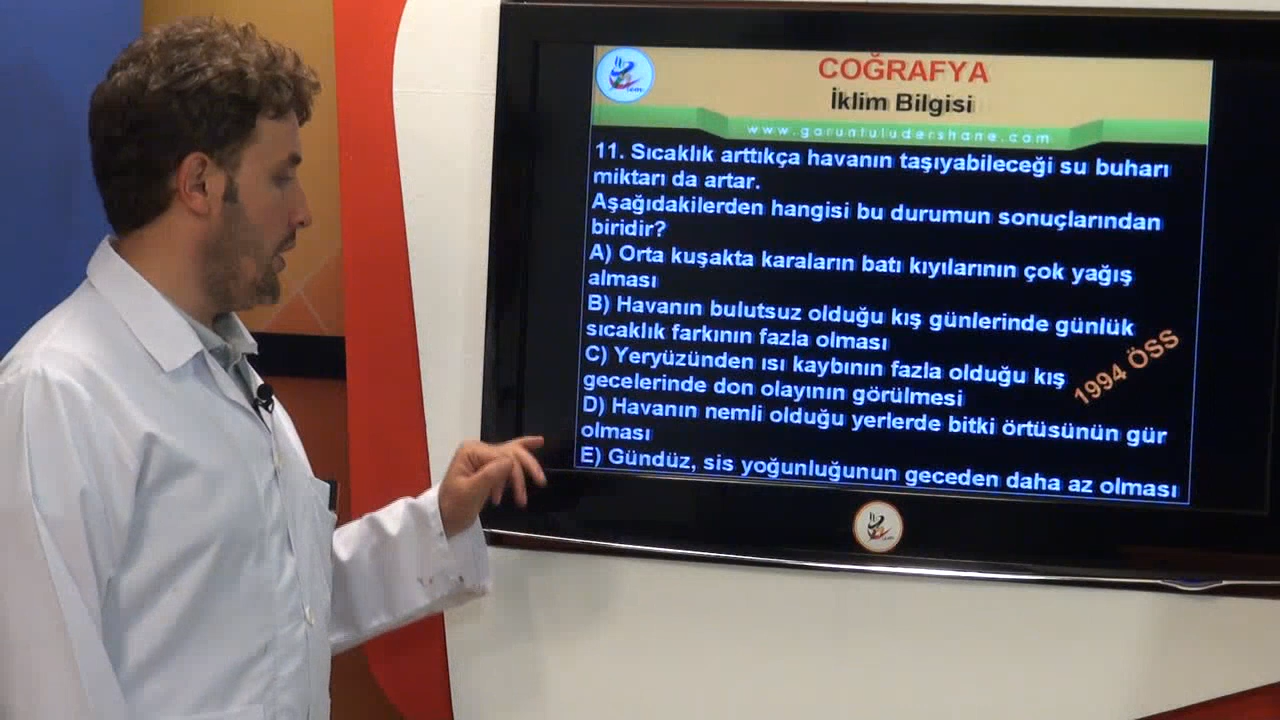 COĞRAFYA
İklim Bilgisi
www.goruntuludershane.com
11. Sıcaklık arttıkça havanın taşıyabileceği su buharı
miktarı da artar.
Aşağıdakilerden hangisi bu durumun sonuçlarından
biridir?
A) Orta kuşakta karaların batı kıyılarının çok yağış
alması
B) Havanın bulutsuz olduğu kış günlerinde günlük
sıcaklık farkının fazla olması
C) Yeryüzünden ısı kaybının fazla olduğu kış
gecelerinde don olayının görülmesi
1994 ÖSS
D) Havanın nemli olduğu yerlerde bitki örtüsünün gür
olması
E) Gündüz, sis yoğunluğunun geceden daha az olması